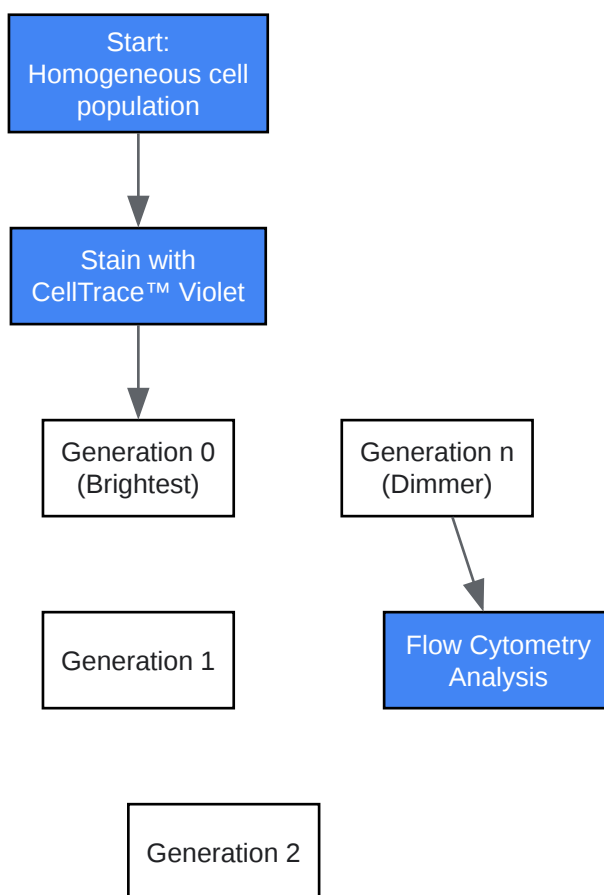 Start:
Homogeneous cell
population
Stain with
CellTrace™ Violet
Generation 0
(Brightest)
Generation n
(Dimmer)
Generation 1
Flow Cytometry
Analysis
Generation 2